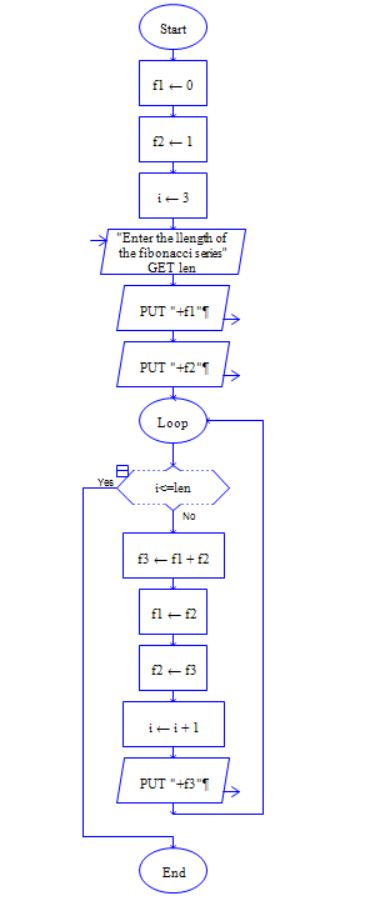 Start
f1 ← 0
f2 ← 1
i ← 3
"Enter the llength of
the fibonacci series"
GET len
PUT "+f1"¶
PUT "+f2"¶
Loop
i<=len
Yes
No
f3 ← f1 + f2
f1 ← f2
f2 ← f3
i ← i + 1
PUT "+f3"¶
End